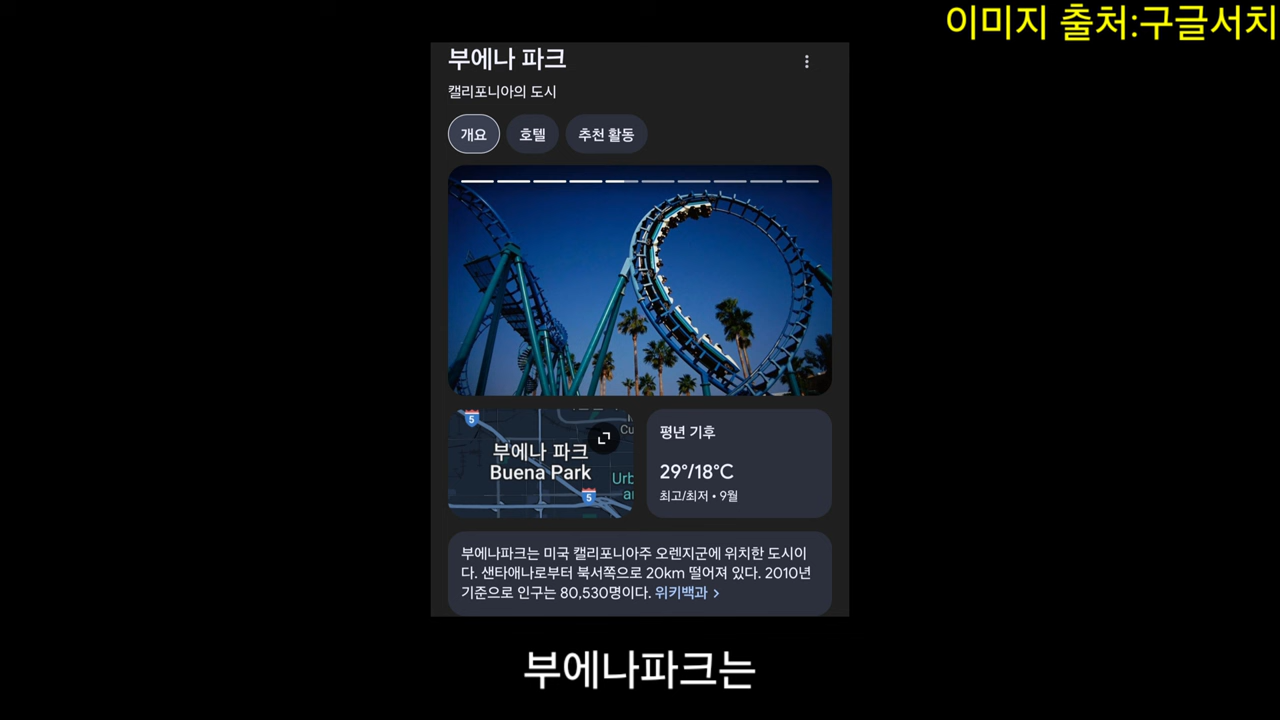 이미지 출처:구글서치
부에나 파크
캘리포니아의 도시
개요
호텔
추천 활동
5
부에나 파크
Buena Park
5
평년 기후
29°/18°C
최고/최저 • 9월
부에나파크는 미국 캘리포니아주 오렌지군에 위치한 도시이
다. 샌타애나로부터 북서쪽으로 20km 떨어져 있다. 2010년
기준으로 인구는 80,530명이다. 위키백과 >
부에나파크는